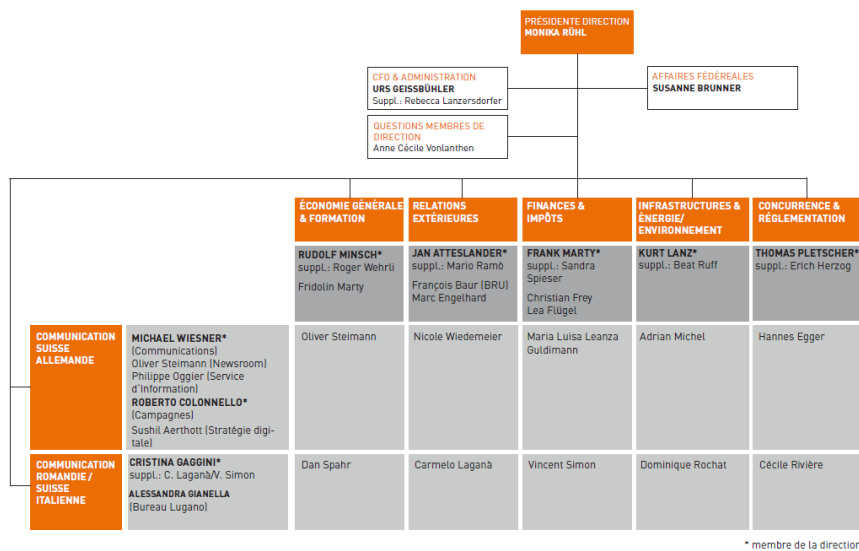 PRÉSIDENTE DIRECTION
MONIKA RÜHL
CFO & ADMINISTRATION
URS GEISSBÜHLER
Suppl.: Rebecca Lanzersdorfer
AFFAIRES FÉDÉREALES
SUSANNE BRUNNER
QUESTIONS MEMBRES DE
DIRECTION
Anne Cécile Vonlanthen
ÉCONOMIE GÉNÉRALE
& FORMATION
RELATIONS
EXTÉRIEURES
FINANCES &
IMPÔTS
INFRASTRUCTURES &
ÉNERGIE/
ENVIRONNEMENT
CONCURRENCE &
RÉGLEMENTATION
RUDOLF MINSCH*
suppl.: Roger Wehrli
Fridolin Marty
JAN ATTESLANDER*
suppl.: Mario Ramò
François Baur (BRU)
Marc Engelhard
FRANK MARTY*
suppl.: Sandra
Spieser
Christian Frey
Lea Flügel
KURT LANZ*
suppl.: Beat Ruff
THOMAS PLETSCHER*
suppl.: Erich Herzog
COMMUNICATION
SUISSE
ALLEMANDE
MICHAEL WIESNER*
(Communications)
Oliver Steimann (Newsroom)
Philippe Oggier (Service
d'Information)
ROBERTO COLONNELLO*
(Campagnes)
Sushil Aerthott (Stratégie digi-
tale)
Oliver Steimann
Nicole Wiedemeier
Maria Luisa Leanza
Guldimann
Adrian Michel
Hannes Egger
COMMUNICATION
ROMANDIE /
SUISSE
ITALIENNE
CRISTINA GAGGINI*
suppl.: C. Laganà/V. Simon
ALESSANDRA GIANELLA
(Bureau Lugano)
Dan Spahr
Carmelo Laganà
Vincent Simon
Dominique Rochat
Cécile Rivière
* membre de la direction